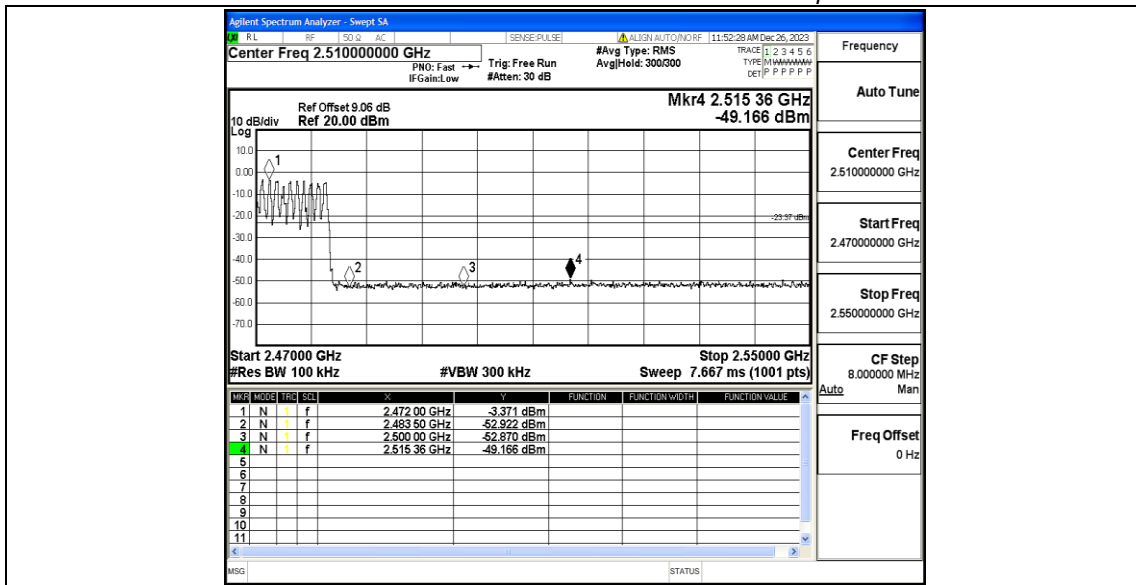 Agilent Spectrum Analyzer - Swept SA
RL RF 50 Ω AC SENSE:PULSE ALIGN AUTO/NO RF 11:52:28 AM Dec 26, 2023
Center Freq 2.510000000 GHz
PNO: Fast
IFGain:Low
Trig: Free Run
#Atten: 30 dB
#Avg Type: RMS
Avg|Hold: 300/300
TRACE 1 2 3 4 5 6
TYPE M WWWWW
DET P P P P P P
Mkr4 2.515 36 GHz
-49.166 dBm
Ref Offset 9.06 dB
10 dB/div Ref 20.00 dBm
Log
10.0
0.00
-10.0
-20.0
-30.0
-40.0
-50.0
-60.0
-70.0
1
2
3
4
-23.37 dBm
Start 2.47000 GHz Stop 2.55000 GHz
#Res BW 100 kHz #VBW 300 kHz Sweep 7.667 ms (1001 pts)
MKR MODE TRC SCL X Y FUNCTION FUNCTION WIDTH FUNCTION VALUE
1 N 1 f 2.472 00 GHz -3.371 dBm
2 N 1 f 2.483 50 GHz -52.922 dBm
3 N 1 f 2.500 00 GHz -52.870 dBm
4 N 1 f 2.515 36 GHz -49.166 dBm
5
6
7
8
9
10
11
MSG STATUS
Frequency
Auto Tune
Center Freq
2.510000000 GHz
Start Freq
2.470000000 GHz
Stop Freq
2.550000000 GHz
CF Step
8.000000 MHz
Auto Man
Freq Offset
0 Hz